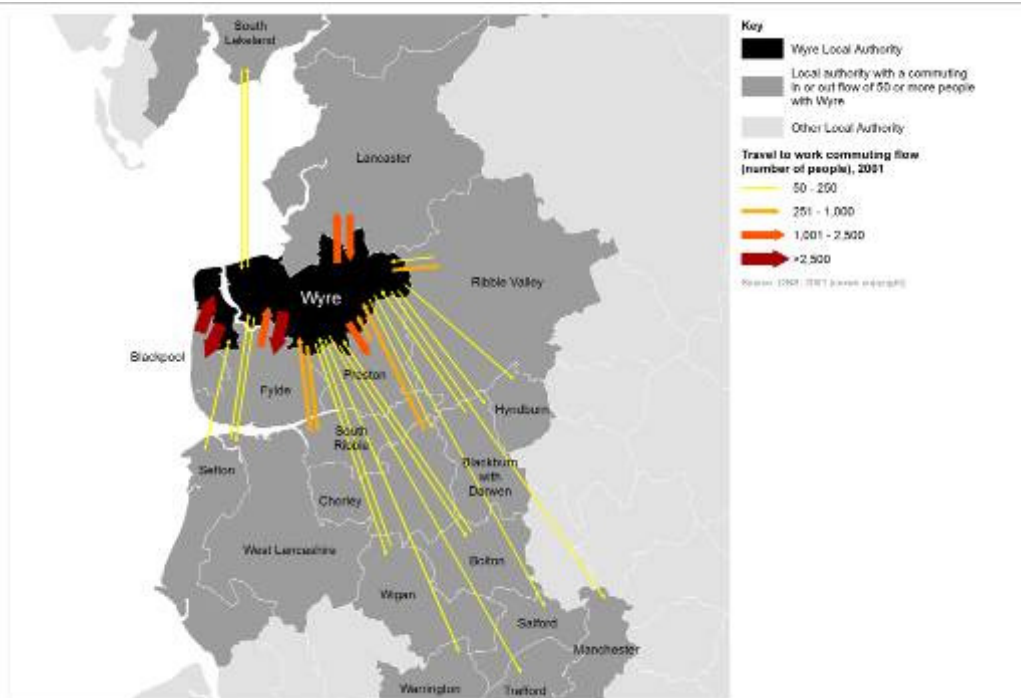 South
Lakeland
Lancaster
Wyre
Ribble Valley
Blackpool
Fylde
Preston
South
Ribble
Hyndburn
Sefton
Blackburn
with
Darwen
Chorley
West Lancashire
Bolton
Wigan
Salford
Manchester
Warrington
Trafford
Key
Wyre Local Authority
Local authority with a commuting
in or out flow of 50 or more people
with Wyre
Other Local Authority
Travel to work commuting flow
(number of people), 2001
50 - 250
251 - 1,000
1,001 - 2,500
>2,500